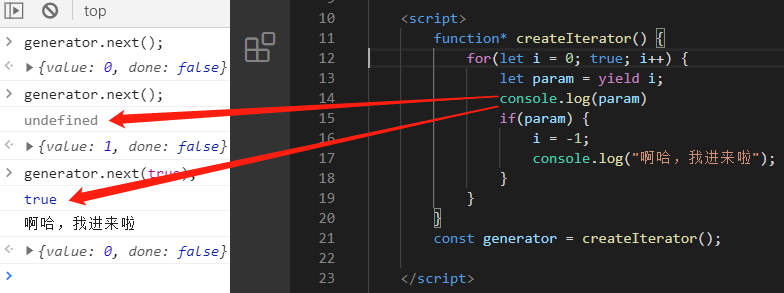 top
generator.next();
{value: 0, done: false}
generator.next();
undefined
{value: 1, done: false}
generator.next(true);
true
啊哈，我进来啦
{value: 0, done: false}
10 <script>
11 function* createIterator() {
12 for(let i = 0; true; i++) {
13 let param = yield i;
14 console.log(param)
15 if(param) {
16 i = -1;
17 console.log("啊哈，我进来啦");
18 }
19 }
20 }
21 const generator = createIterator();
22
23 </script>